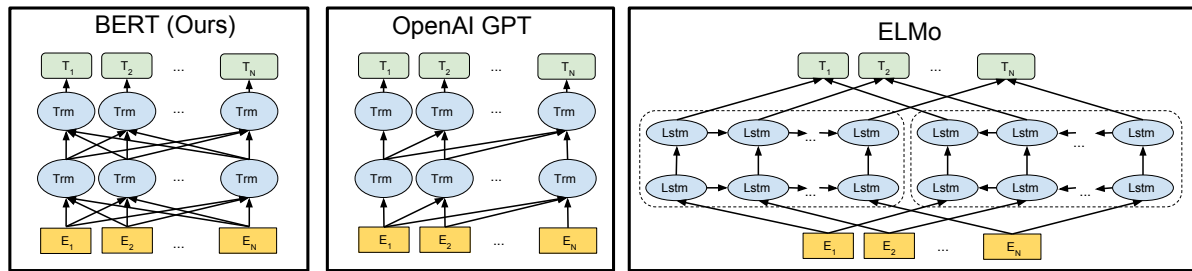 BERT (Ours)
T1 T2 ... TN
Trm Trm ... Trm
Trm Trm ... Trm
E1 E2 ... EN
OpenAI GPT
T1 T2 ... TN
Trm Trm ... Trm
Trm Trm ... Trm
E1 E2 ... EN
ELMo
T1 T2 ... TN
Lstm Lstm ... Lstm Lstm Lstm ... Lstm
Lstm Lstm ... Lstm Lstm Lstm ... Lstm
E1 E2 ... EN